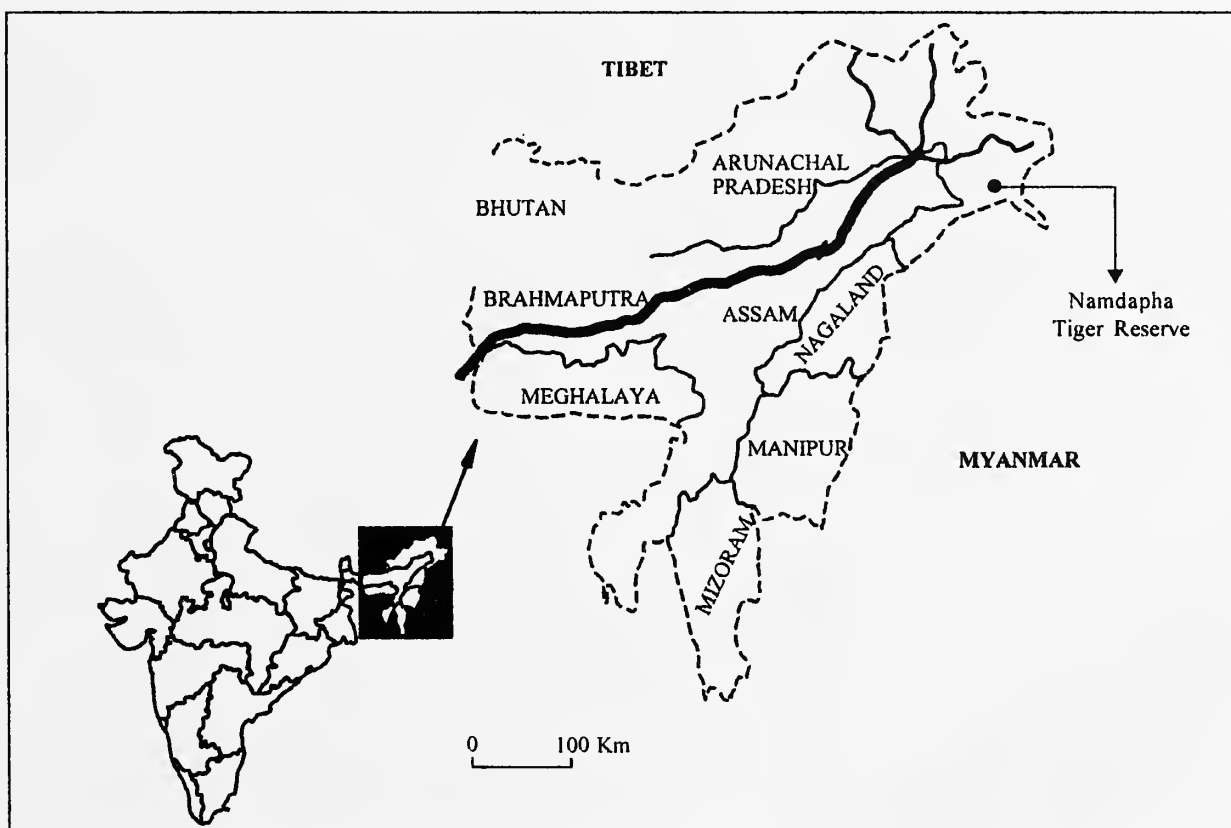 TIBET
ARUNACHAL
PRADESH
BHUTAN
BRAHMAPUTRA
ASSAM
NAGALAND
Namdapha
Tiger Reserve
MEGHALAYA
MANIPUR
MYANMAR
MIZORAM
0 100 Km